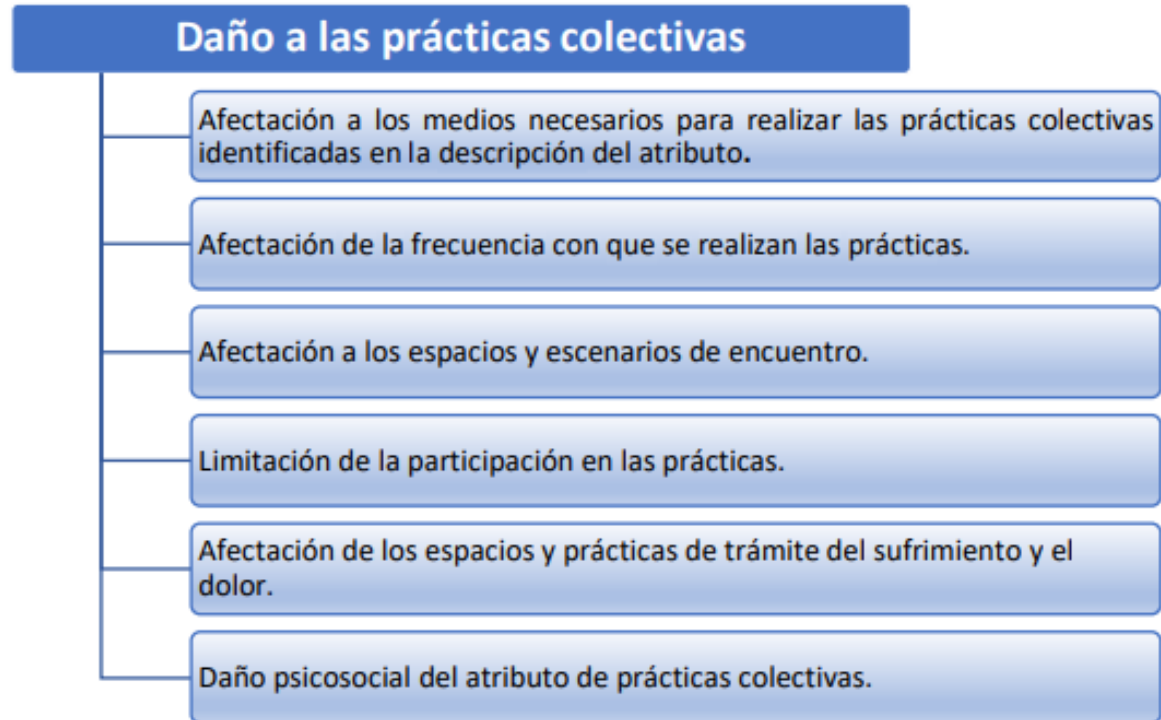 Daño a las prácticas colectivas
Afectación a los medios necesarios para realizar las prácticas colectivas
identificadas en la descripción del atributo.
Afectación de la frecuencia con que se realizan las prácticas.
Afectación a los espacios y escenarios de encuentro.
Limitación de la participación en las prácticas.
Afectación de los espacios y prácticas de trámite del sufrimiento y el
dolor.
Daño psicosocial del atributo de prácticas colectivas.